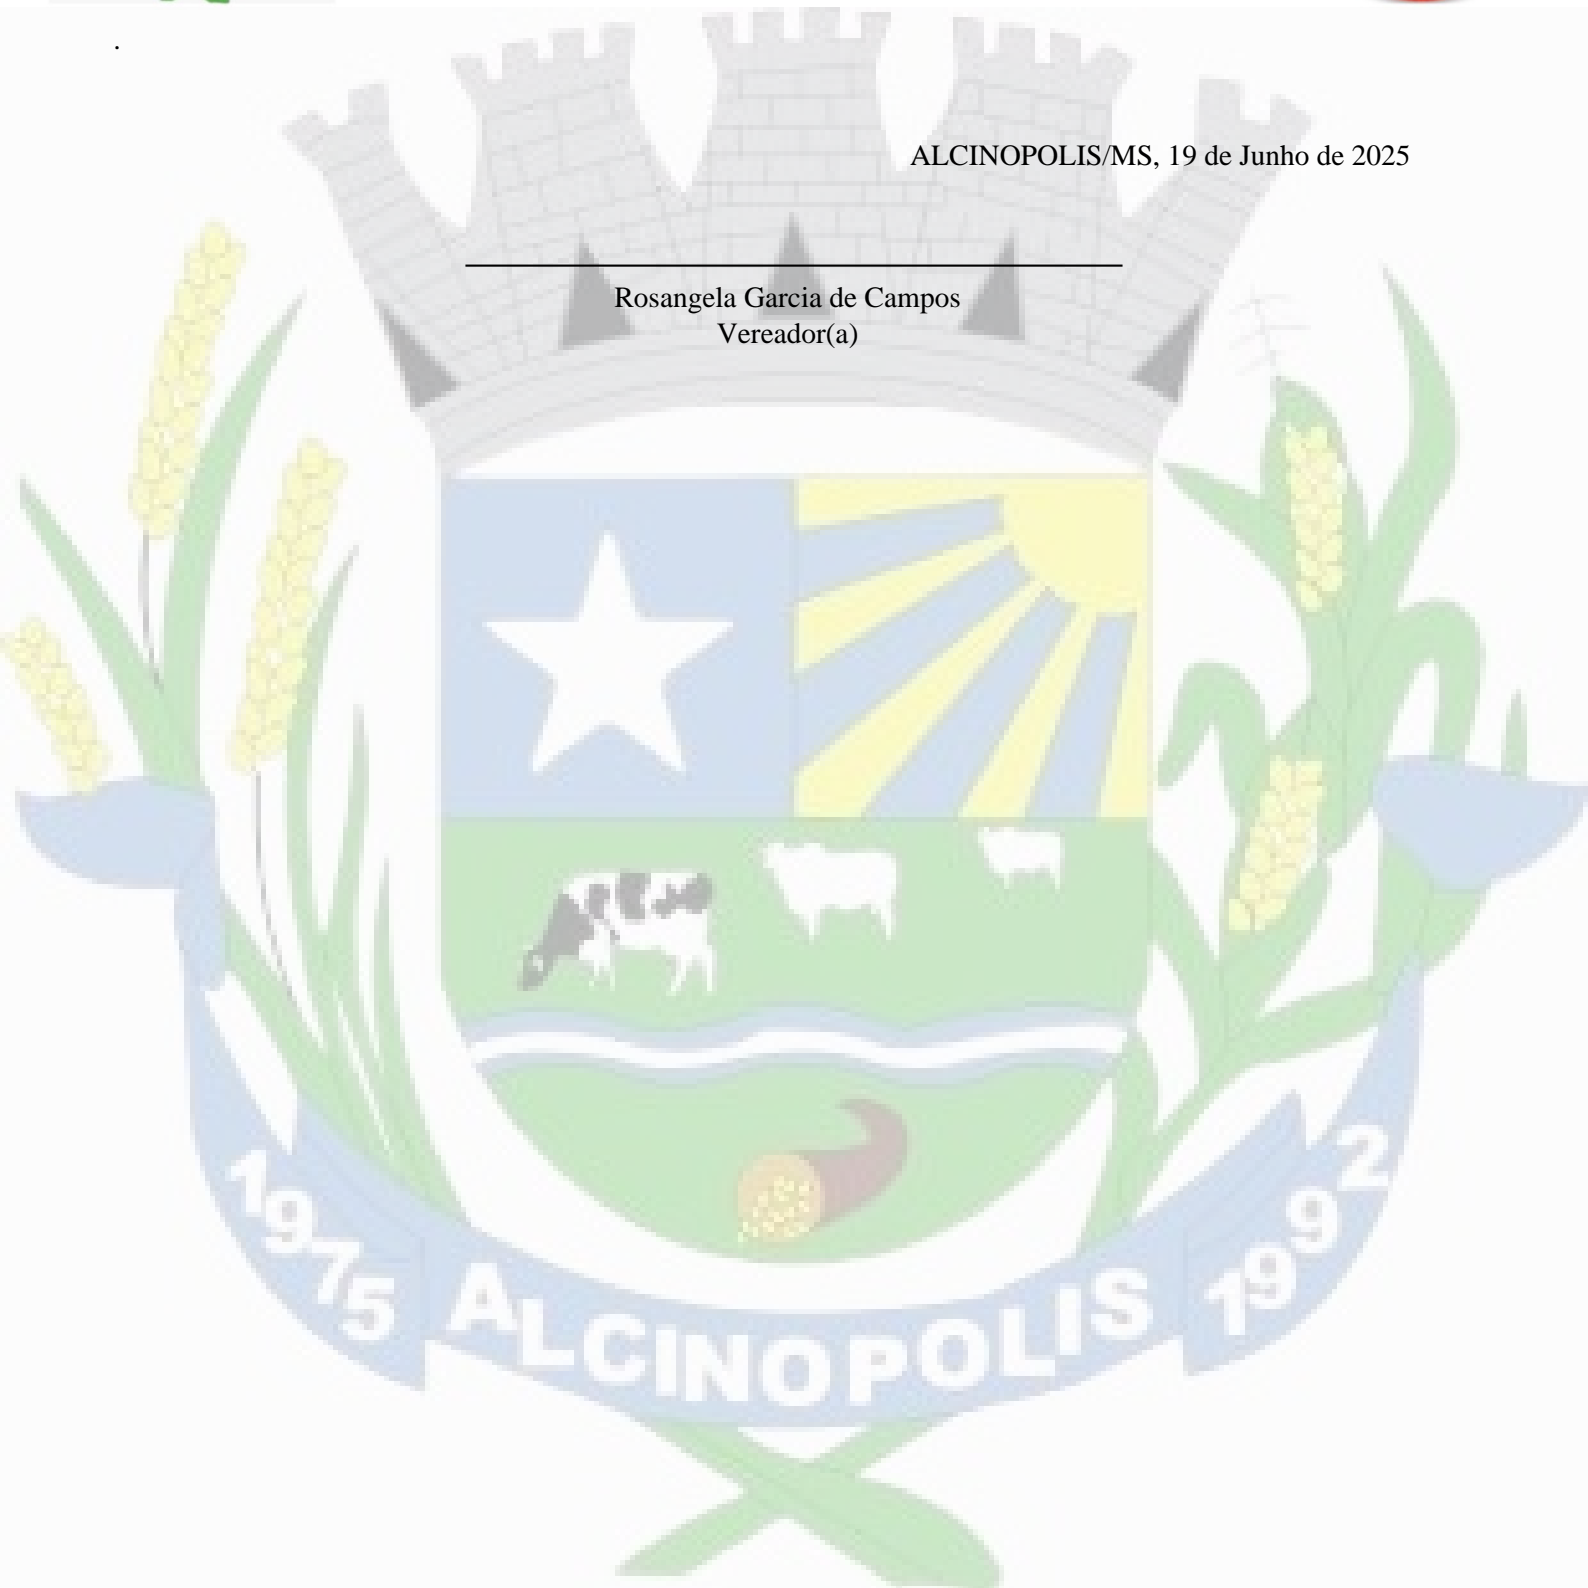 .
ALCINOPOLIS/MS, 19 de Junho de 2025
Rosangela Garcia de Campos
Vereador(a)
1975 ALCINOPOLIS 1992